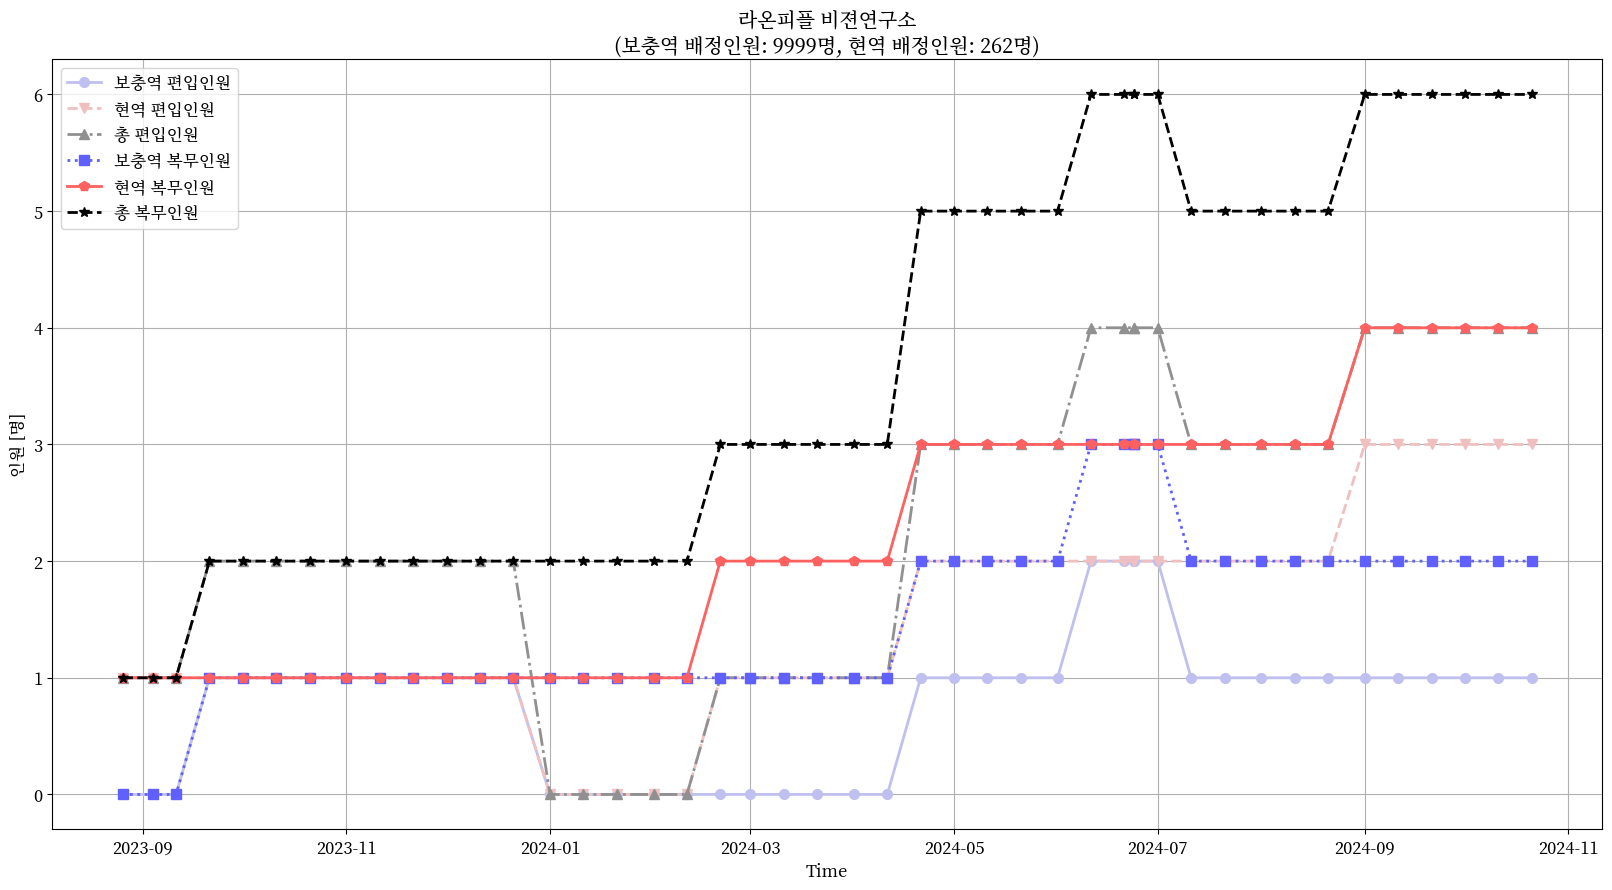 라온피플 비젼연구소
(보충역 배정인원: 9999명, 현역 배정인원: 262명)
보충역 편입인원
현역 편입인원
총 편입인원
보충역 복무인원
현역 복무인원
총 복무인원
인원 [명]
6
5
4
3
2
1
0
2023-09
2023-11
2024-01
2024-03
2024-05
2024-07
2024-09
2024-11
Time